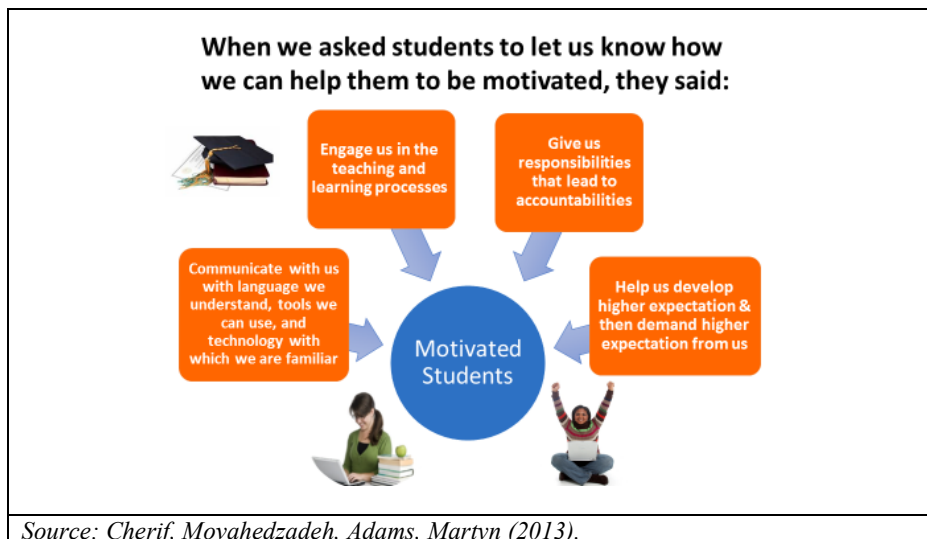 When we asked students to let us know how
we can help them to be motivated, they said:
Engage us in the
teaching and
learning processes
Give us
responsibilities
that lead to
accountabilities
Communicate with us
with language we
understand, tools we
can use, and
technology with
which we are familiar
Help us develop
higher expectation &
then demand higher
expectation from us
Motivated
Students
Source: Cherif, Movahedzadeh, Adams, Martyn (2013).